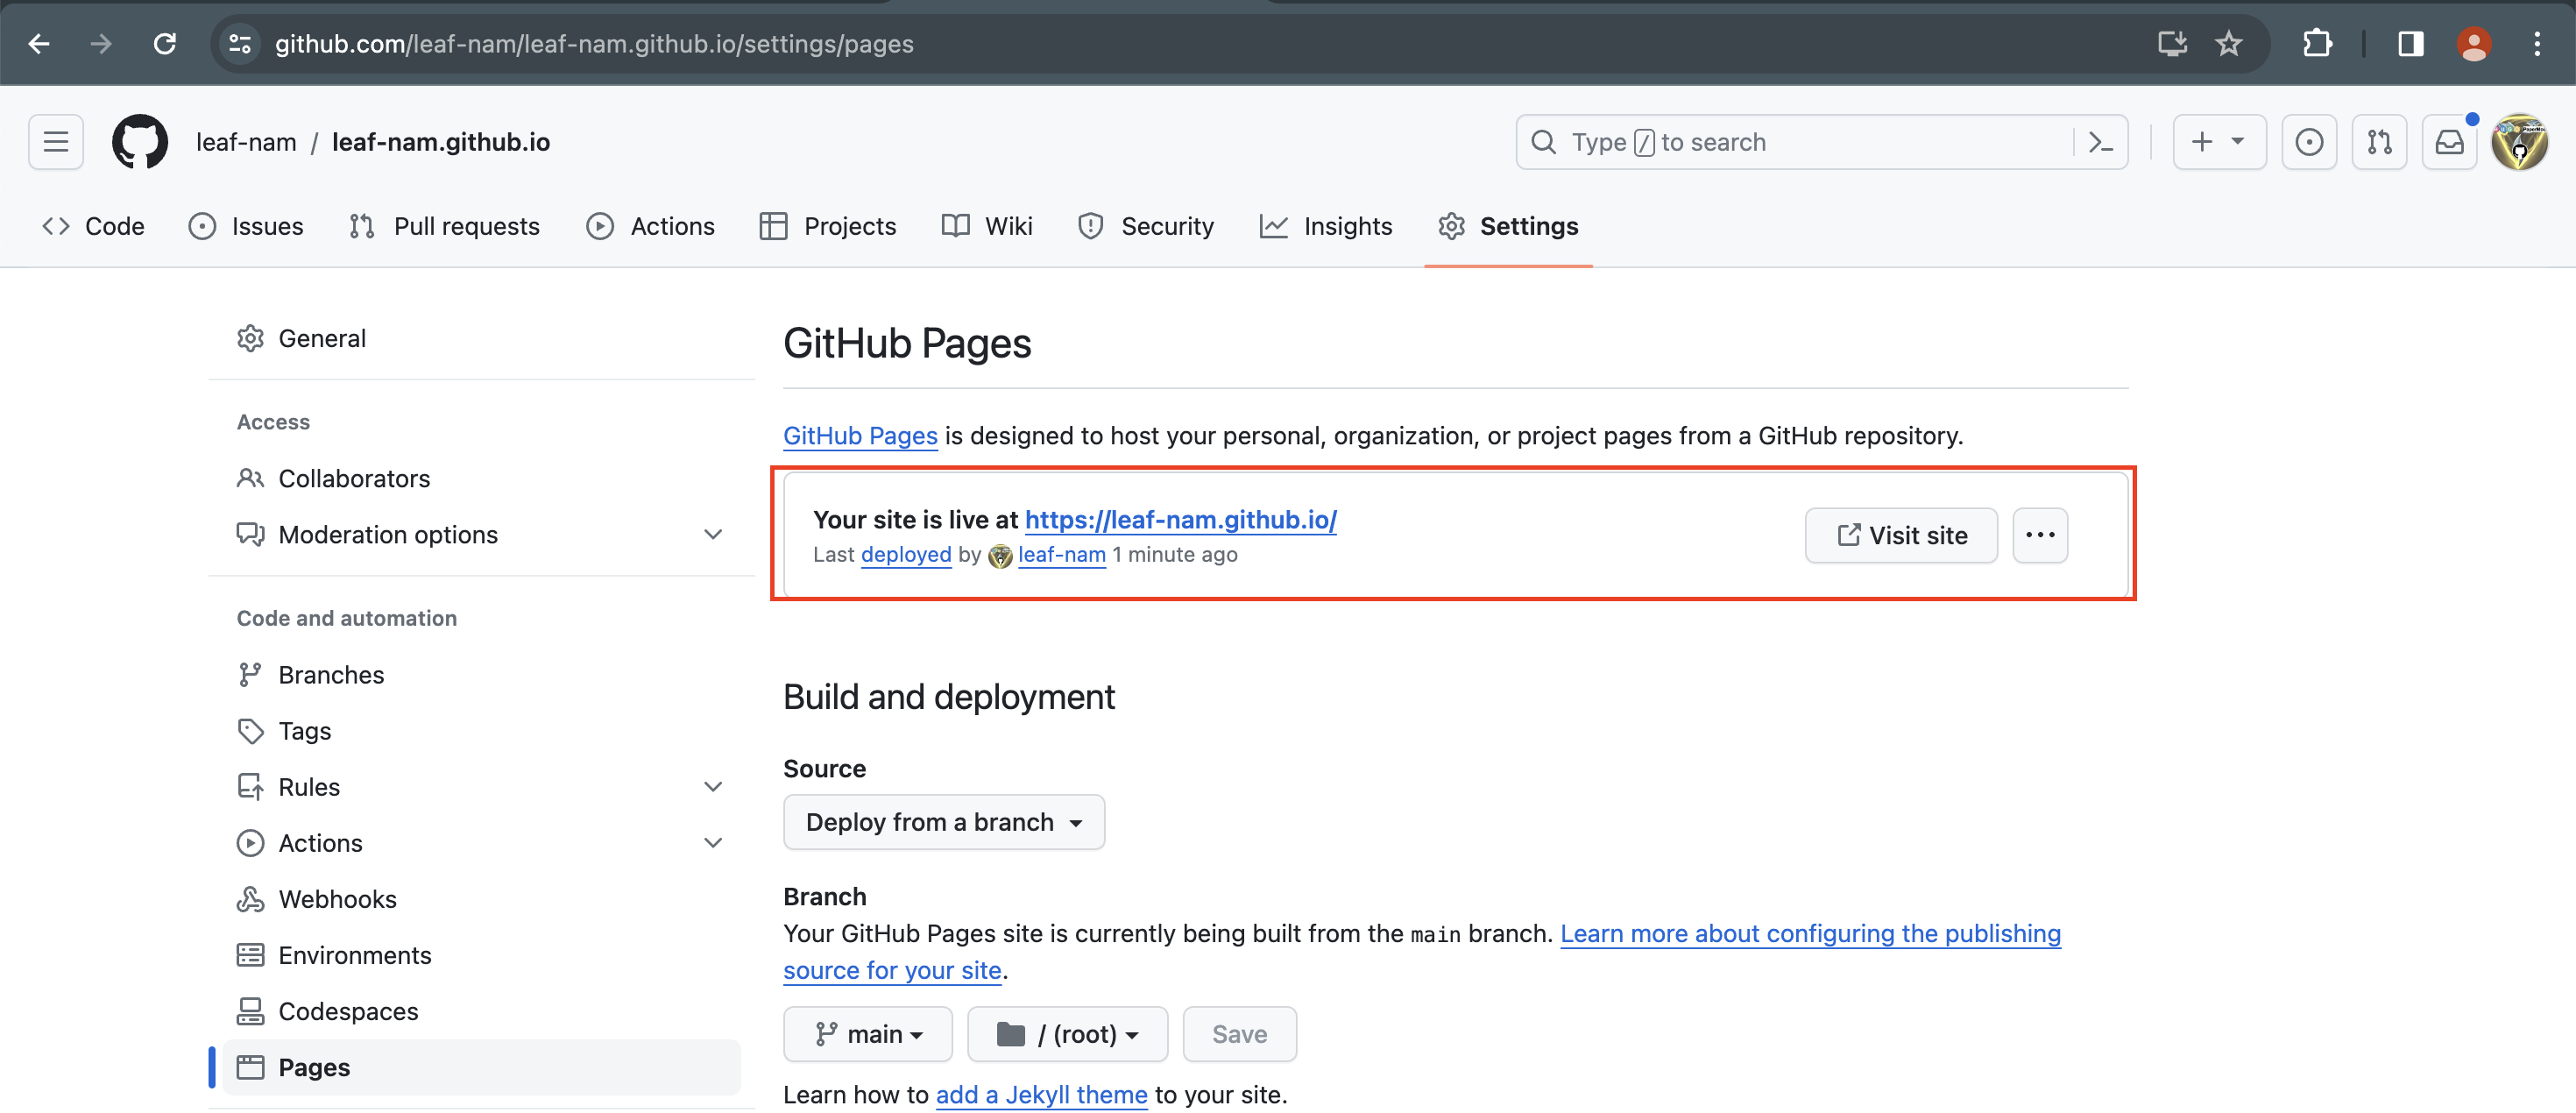 github.com/leaf-nam/leaf-nam.github.io/settings/pages
leaf-nam / leaf-nam.github.io
Type / to search
Code Issues Pull requests Actions Projects Wiki Security Insights Settings
General
Access
Collaborators
Moderation options
Code and automation
Branches
Tags
Rules
Actions
Webhooks
Environments
Codespaces
Pages
GitHub Pages
GitHub Pages is designed to host your personal, organization, or project pages from a GitHub repository.
Your site is live at https://leaf-nam.github.io/
Last deployed by leaf-nam 1 minute ago
Visit site
Build and deployment
Source
Deploy from a branch
Branch
Your GitHub Pages site is currently being built from the main branch. Learn more about configuring the publishing
source for your site.
main / (root) Save
Learn how to add a Jekyll theme to your site.